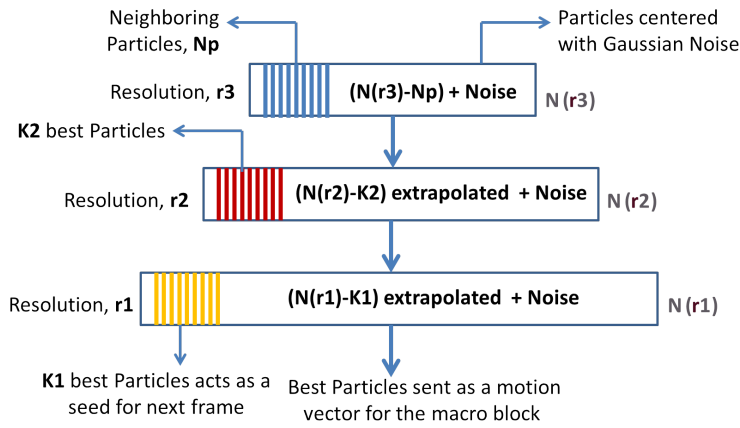 Neighboring
Particles, Np
Particles centered
with Gaussian Noise
Resolution, r3
(N(r3)-Np) + Noise
N (r3)
K2 best Particles
Resolution, r2
(N(r2)-K2) extrapolated + Noise
N (r2)
Resolution, r1
(N(r1)-K1) extrapolated + Noise
N (r1)
K1 best Particles acts as a
seed for next frame
Best Particles sent as a motion
vector for the macro block